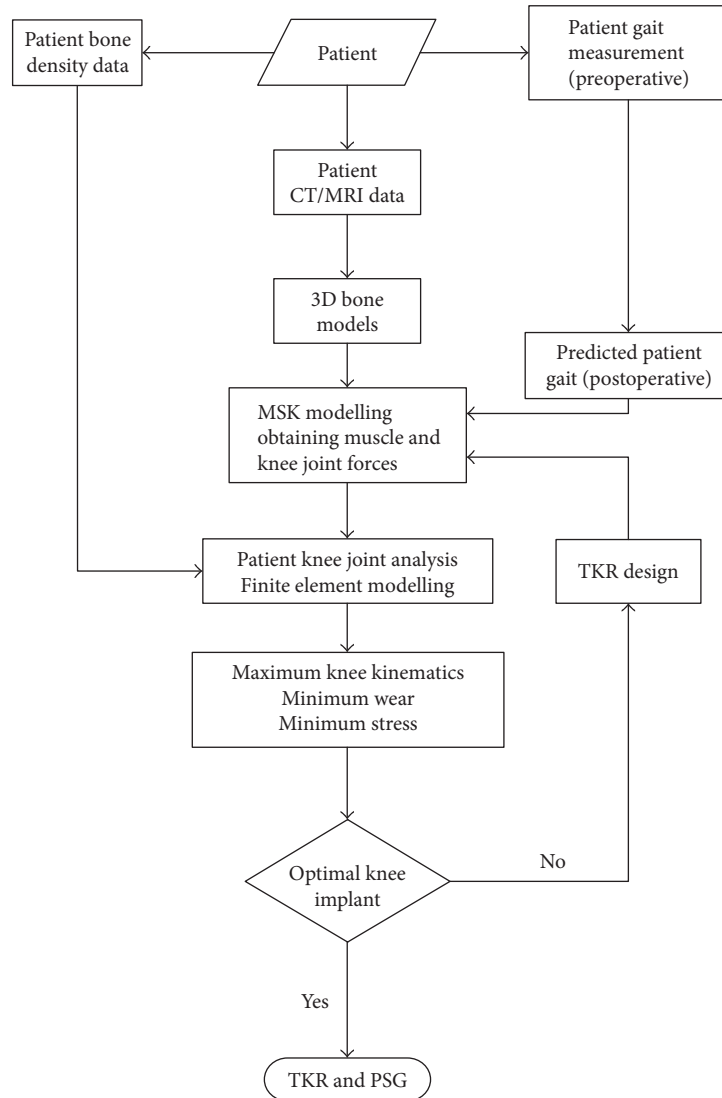 Patient bone
density data
Patient
Patient gait
measurement
(preoperative)
Patient
CT/MRI data
3D bone
models
Predicted patient
gait (postoperative)
MSK modelling
obtaining muscle and
knee joint forces
Patient knee joint analysis
Finite element modelling
TKR design
Maximum knee kinematics
Minimum wear
Minimum stress
Optimal knee
implant
No
Yes
TKR and PSG